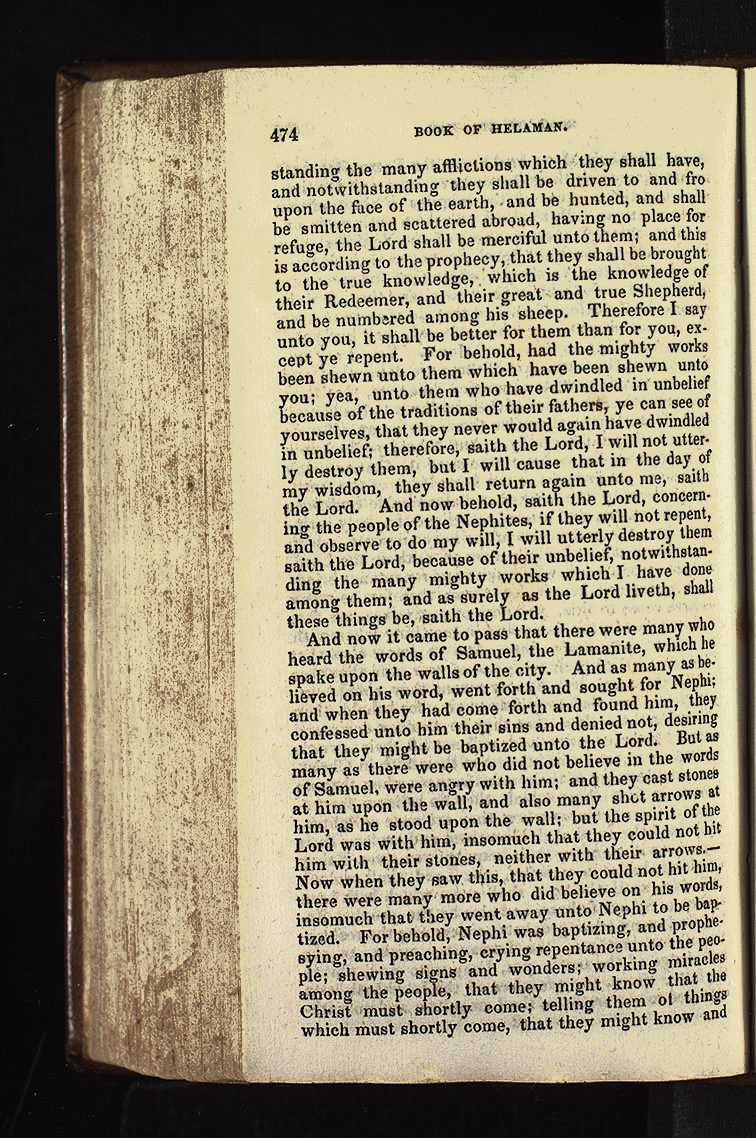 474 BOOK OF HELAMAN.
standing the many afflictions which they shall have,
and notwithstanding they shall be driven to and fro
upon the face of the earth, and be hunted, and shall
be smitten and scattered abroad, having no place for
refuge, the Lord shall be merciful unto them; and this
is according to the prophecy, that they shall be brought
to the true knowledge, which is the knowledge of
their Redeemer, and their great and true Shepherd,
and be numbered among his sheep. Therefore I say
unto you, it shall be better for them than for you, ex-
cept ye repent. For behold, had the mighty works
been shewn unto them which have been shewn unto
you; yea, unto them who have dwindled in unbelief
because of the traditions of their fathers, ye can see of
yourselves, that they never would again have dwindled
in unbelief; therefore, saith the Lord, I will not utter-
ly destroy them, but I will cause that in the day of
my wisdom, they shall return again unto me, saith
the Lord. And now behold, saith the Lord, concern-
ing the people of the Nephites, if they will not repent,
and observe to do my will, I will utterly destroy them
saith the Lord, because of their unbelief, notwithstan-
ding the many mighty works which I have done
among them; and as surely as the Lord liveth, shall
these things be, saith the Lord.
And now it came to pass that there were many who
heard the words of Samuel, the Lamanite, which he
spake upon the walls of the city. And as many as be-
lieved on his word, went forth and sought for Nephi;
and when they had come forth and found him, they
confessed unto him their sins and denied not, desiring
that they might be baptized unto the Lord. But as
many as there were who did not believe in the words
of Samuel, were angry with him; and they cast stones
at him upon the wall, and also many shot arrows at
him, as he stood upon the wall; but the spirit of the
Lord was with him, insomuch that they could not hit
him with their stones, neither with their arrows.—
Now when they saw this, that they could not hit him,
there were many more who did believe on his words,
insomuch that they went away unto Nephi to be bap-
tized. For behold, Nephi was baptizing, and prophe-
sying, and preaching, crying repentance unto the peo-
ple; shewing signs and wonders; working miracles
among the people, that they might know that the
Christ must shortly come; telling them of things
which must shortly come, that they might know and